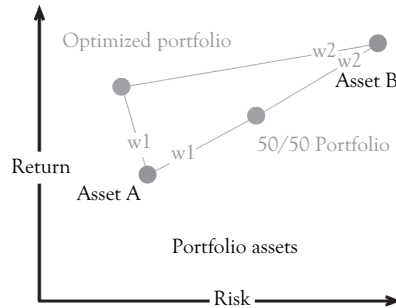 Optimized portfolio
w2
w2
Asset B
50/50 Portfolio
w1
w1
Return
Asset A
Portfolio assets
Risk